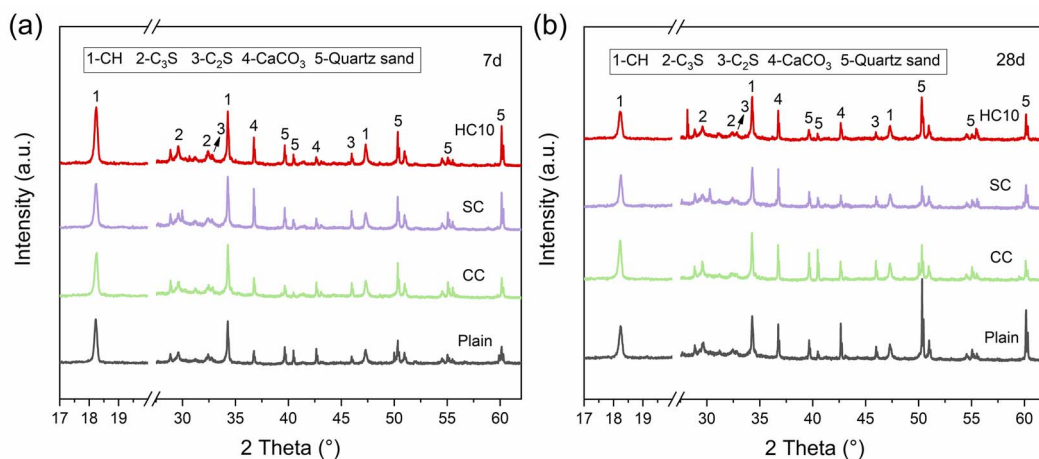 (a)
1-CH 2-C₃S 3-C₂S 4-CaCO₃ 5-Quartz sand
7d
1 2 2 3 1 4 5 5 4 3 1 5 5 5
HC10
SC
CC
Plain
Intensity (a.u.)
17 18 19 30 35 40 45 50 55 60
2 Theta (°)
(b)
1-CH 2-C₃S 3-C₂S 4-CaCO₃ 5-Quartz sand
28d
1 2 2 3 1 4 5 5 4 3 1 5 5 5
HC10
SC
CC
Plain
Intensity (a.u.)
17 18 19 30 35 40 45 50 55 60
2 Theta (°)